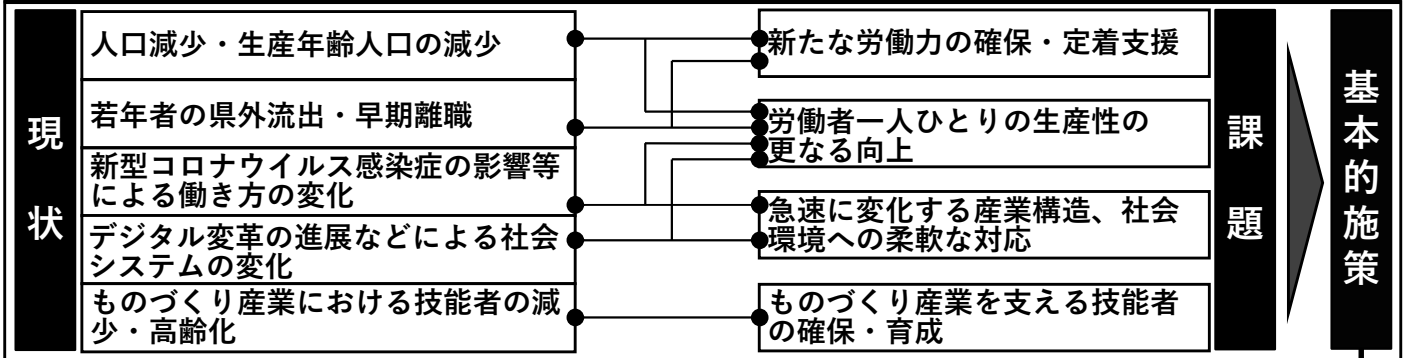 現状
人口減少・生産年齢人口の減少
若年者の県外流出・早期離職
新型コロナウイルス感染症の影響等
による働き方の変化
デジタル変革の進展などによる社会
システムの変化
ものづくり産業における技能者の減
少・高齢化
新たな労働力の確保・定着支援
労働者一人ひとりの生産性の
更なる向上
急速に変化する産業構造、社会
環境への柔軟な対応
ものづくり産業を支える技能者
の確保・育成
課題
基本的施策